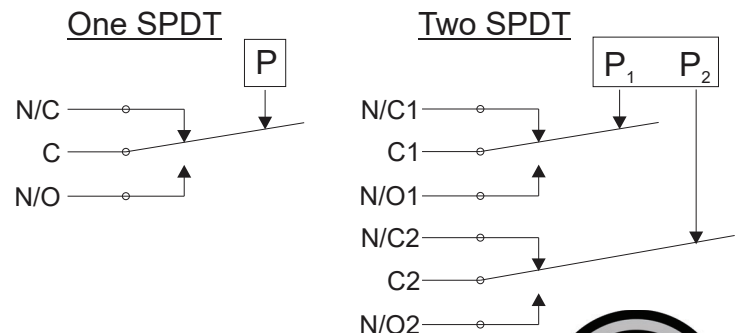 One SPDT
P
N/C
C
N/O
Two SPDT
P₁ P₂
N/C1
C1
N/O1
N/C2
C2
N/O2